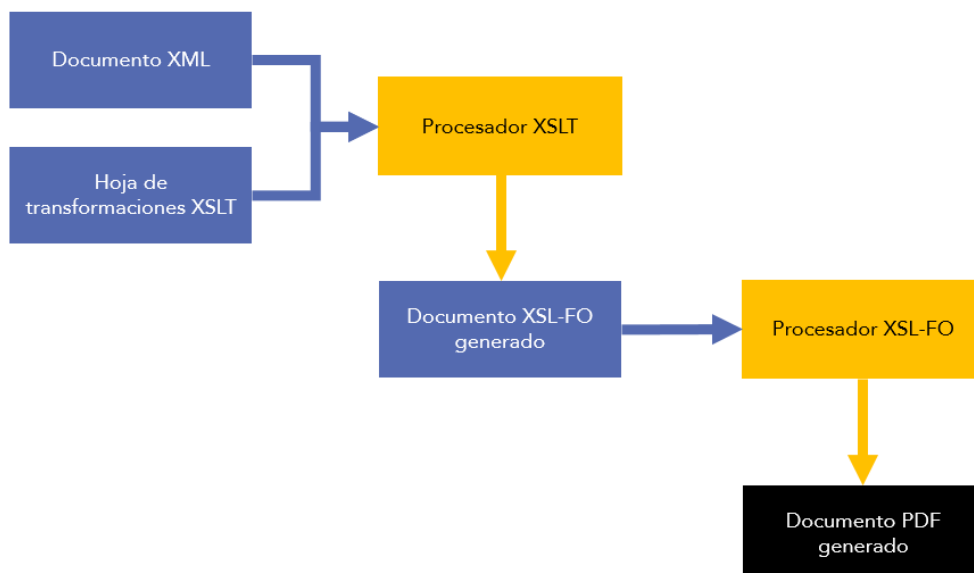 Documento XML
Procesador XSLT
Hoja de
transformaciones XSLT
Documento XSL-FO
generado
Procesador XSL-FO
Documento PDF
generado